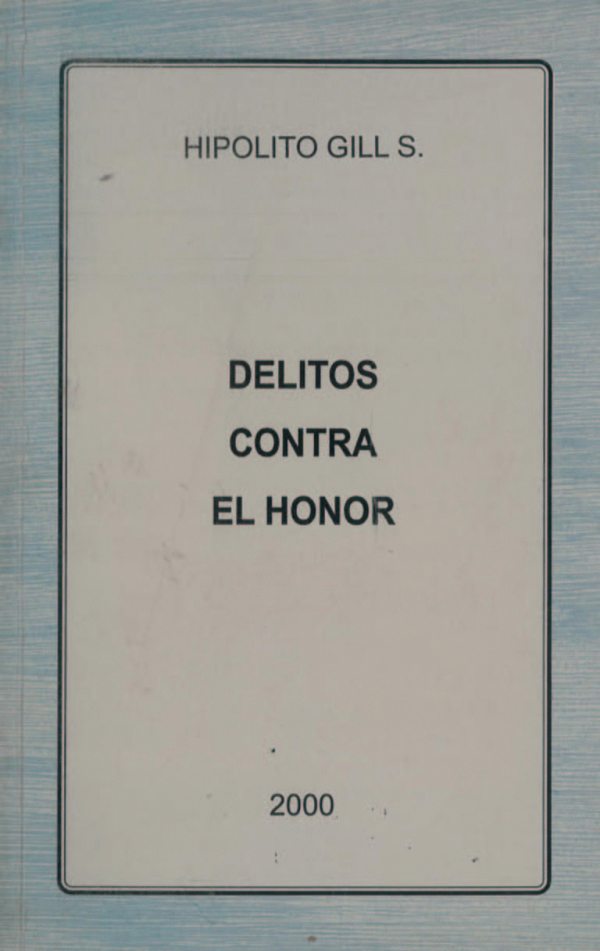 HIPOLITO GILL S.
DELITOS
CONTRA
EL HONOR
2000